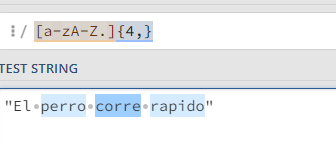 / [a-zA-Z.]{4,}
TEST STRING
"El·perro·corre·rapido"